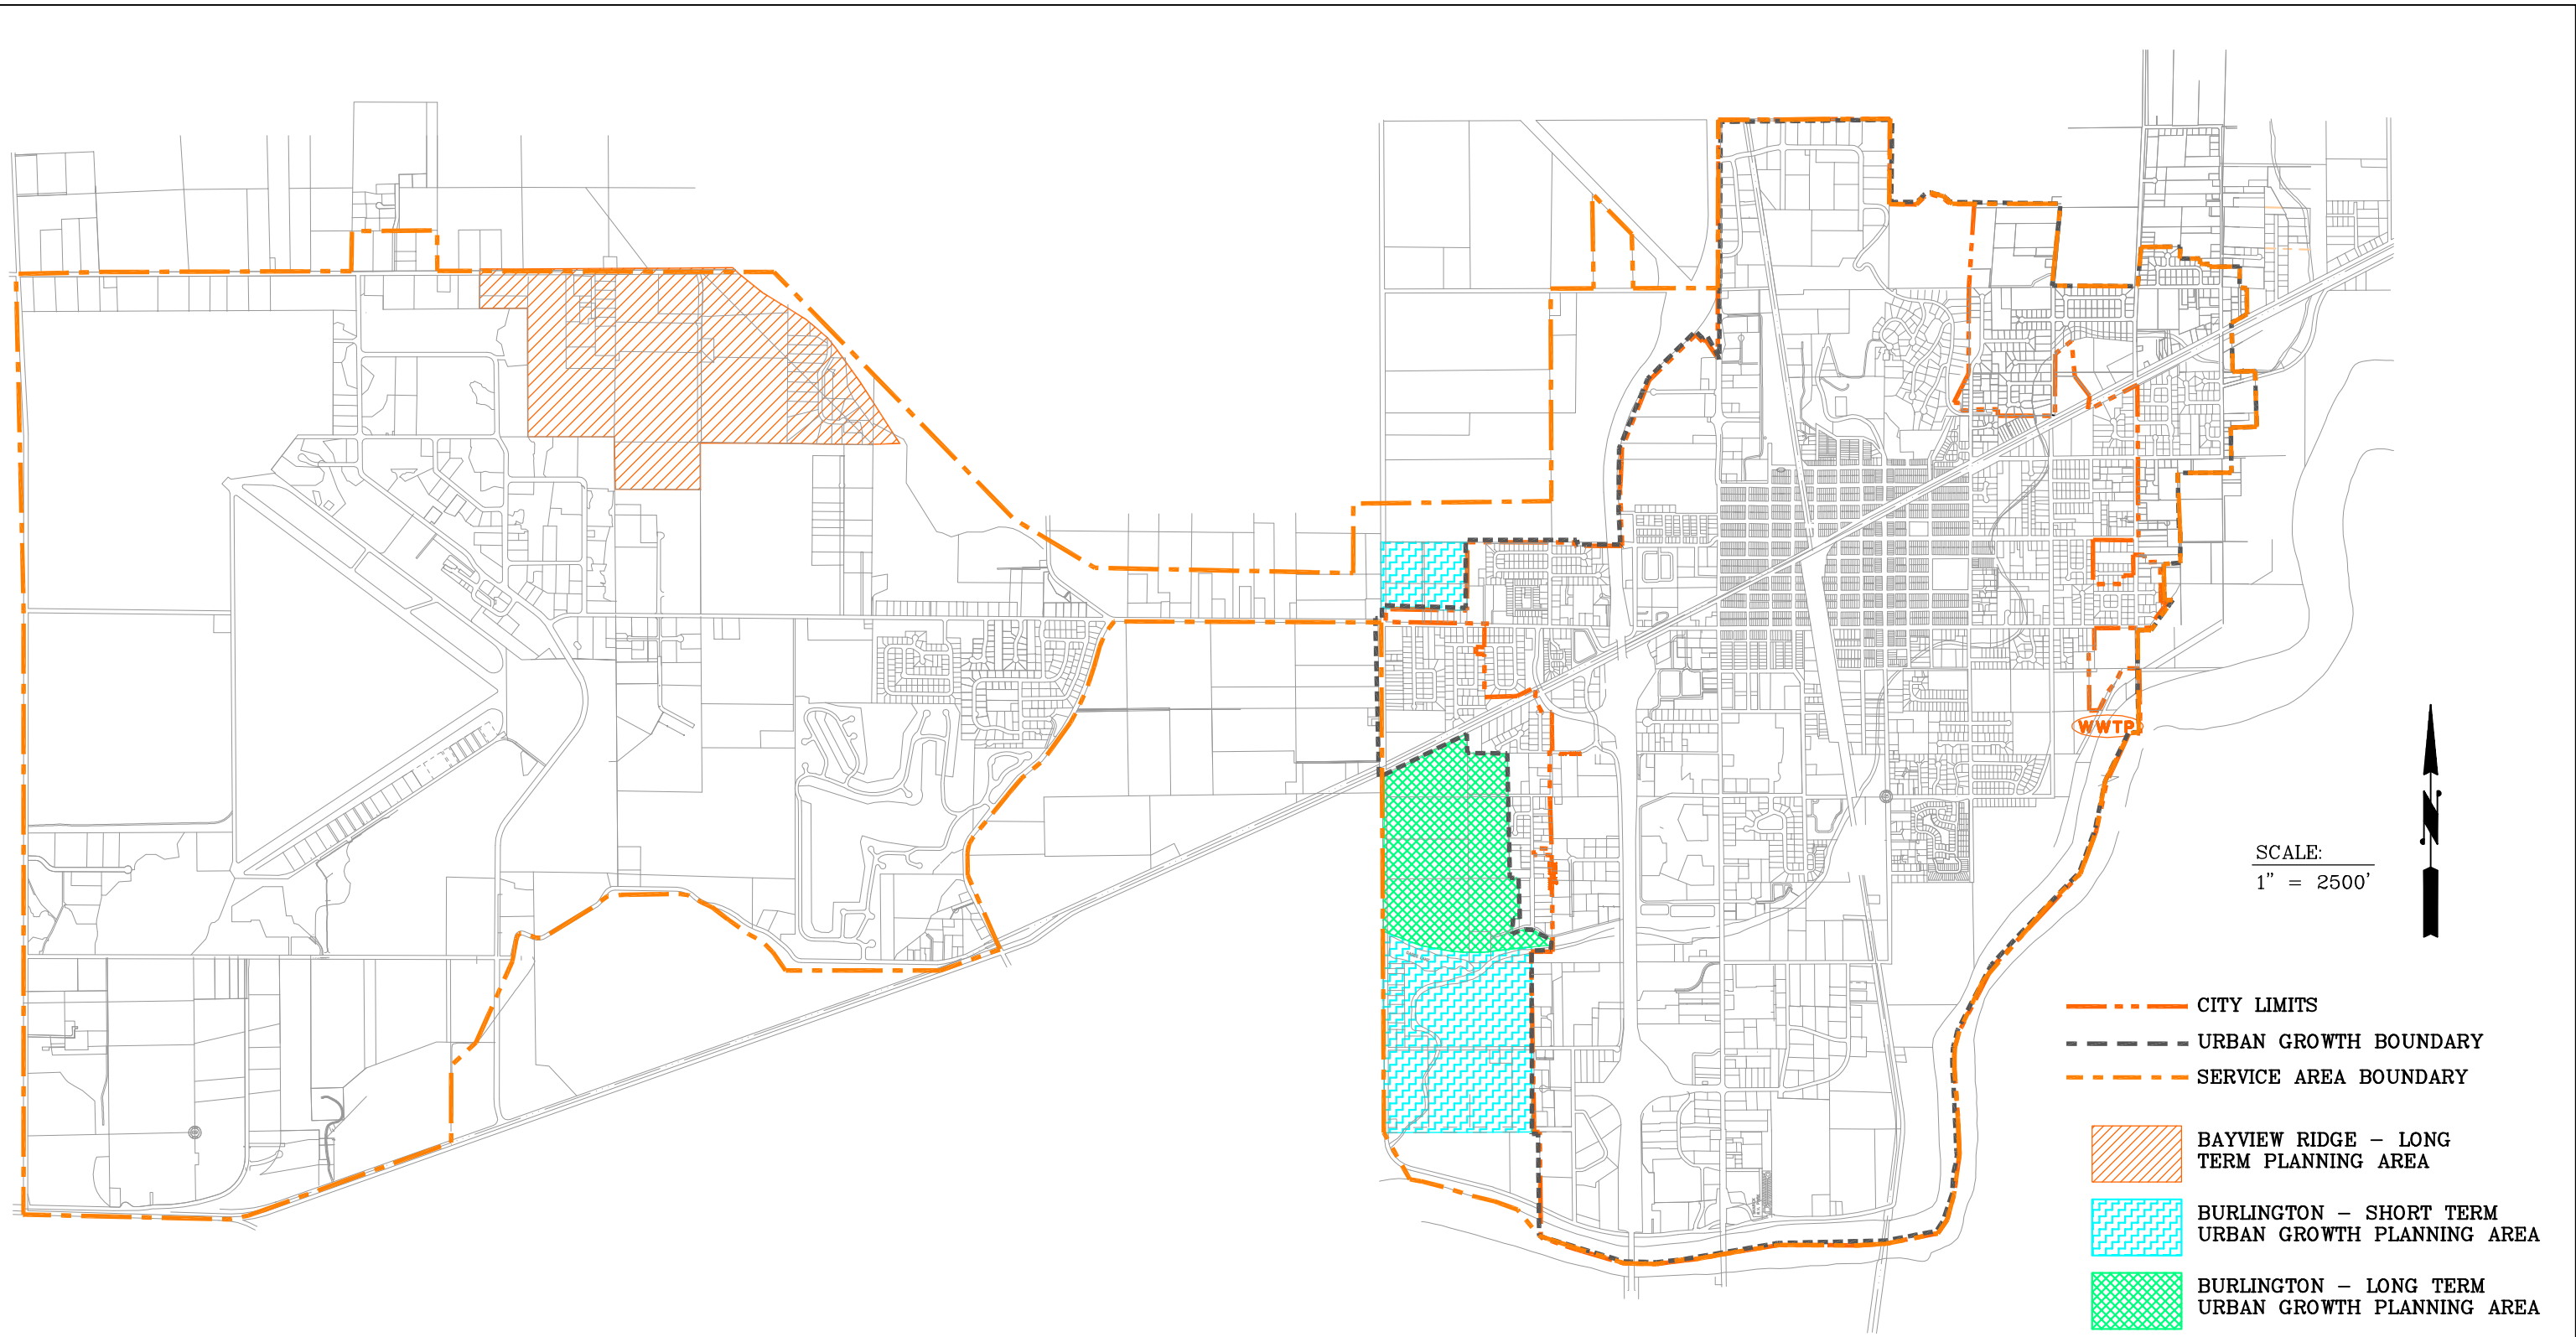 WWTP
N
SCALE:
1" = 2500'
CITY LIMITS
URBAN GROWTH BOUNDARY
SERVICE AREA BOUNDARY
BAYVIEW RIDGE – LONG
TERM PLANNING AREA
BURLINGTON – SHORT TERM
URBAN GROWTH PLANNING AREA
BURLINGTON – LONG TERM
URBAN GROWTH PLANNING AREA